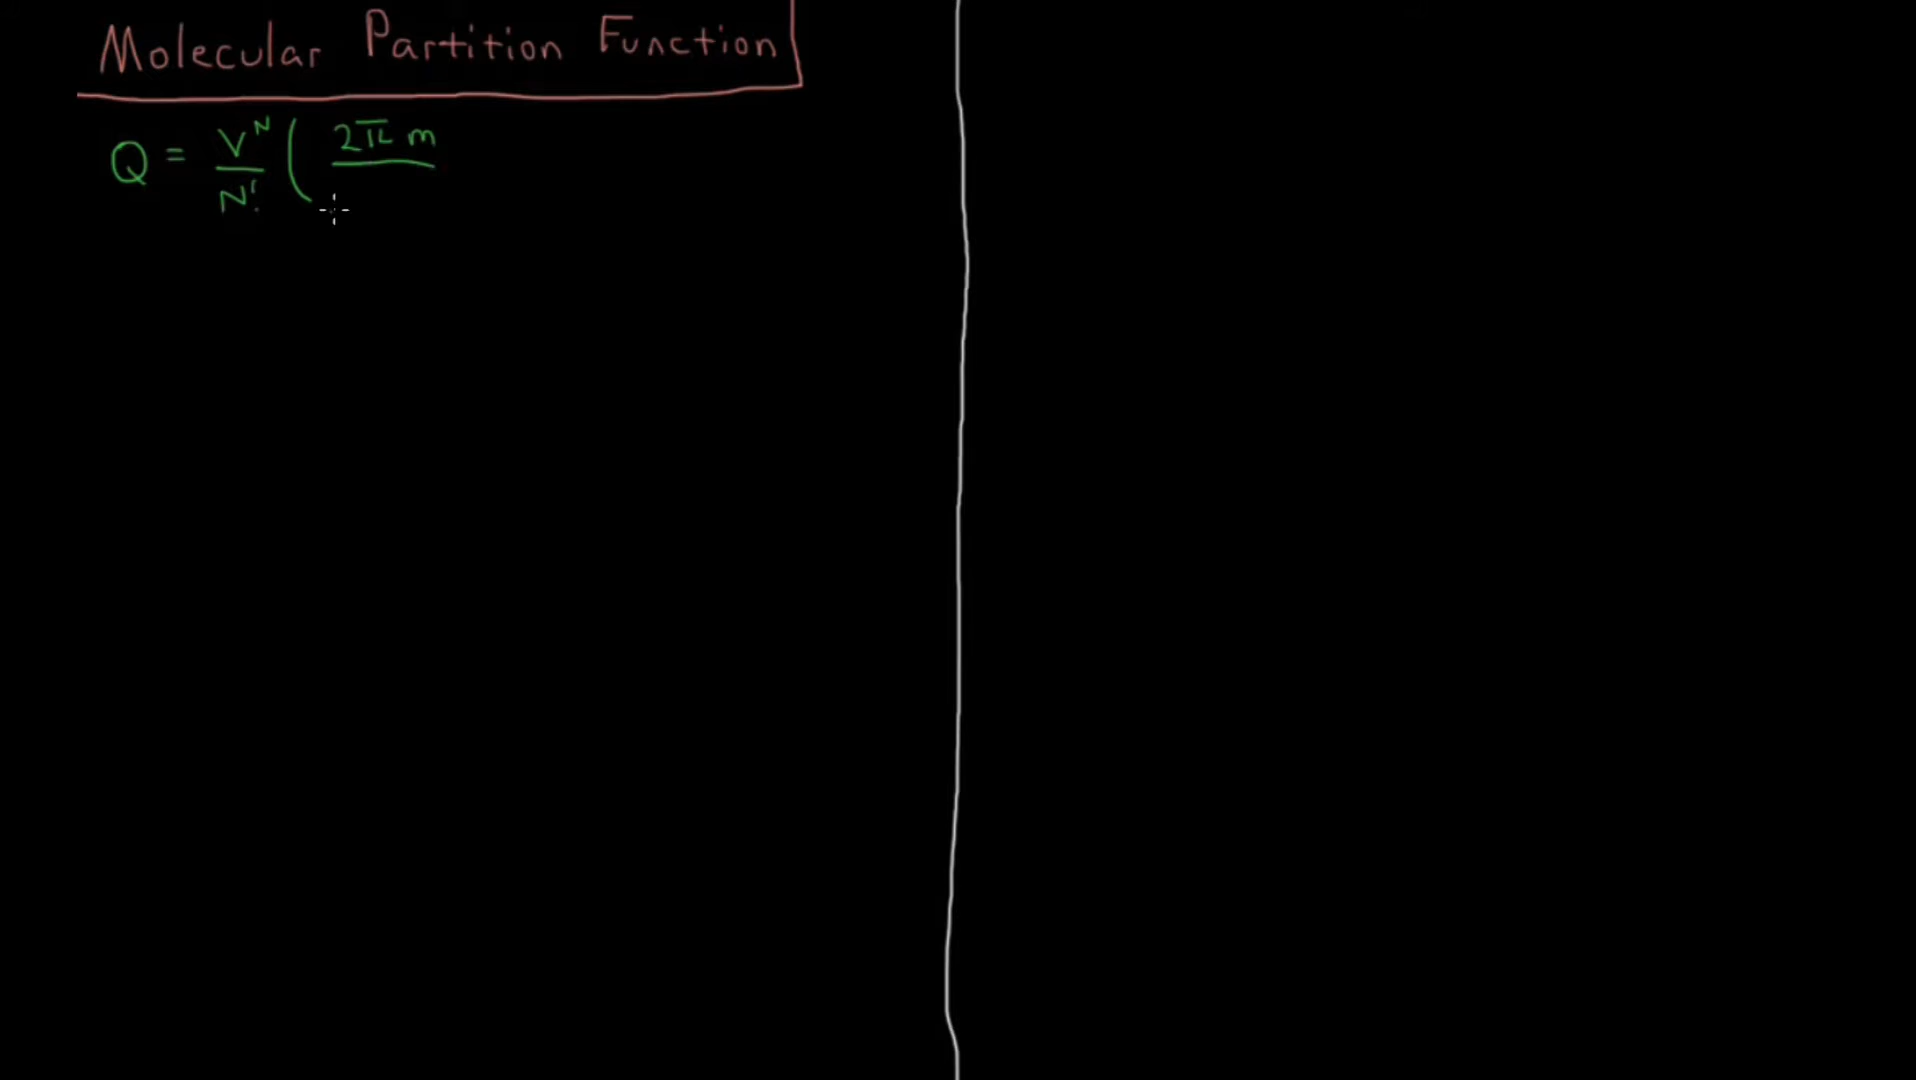 Molecular Partition Function
Q = V^N / N! ( 2π m